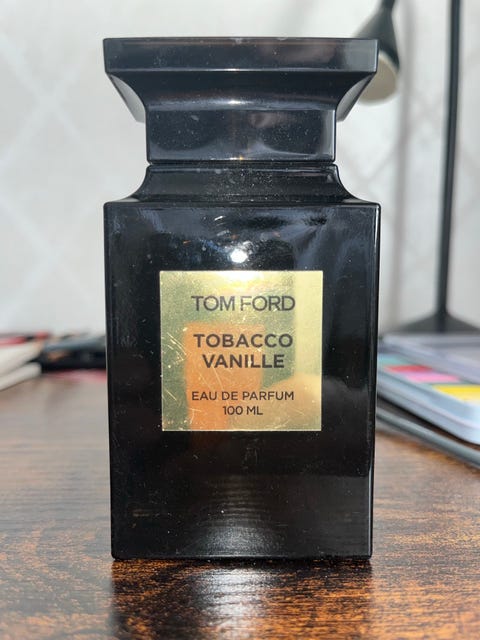 TOM FORD
TOBACCO
VANILLE
EAU DE PARFUM
100 ML